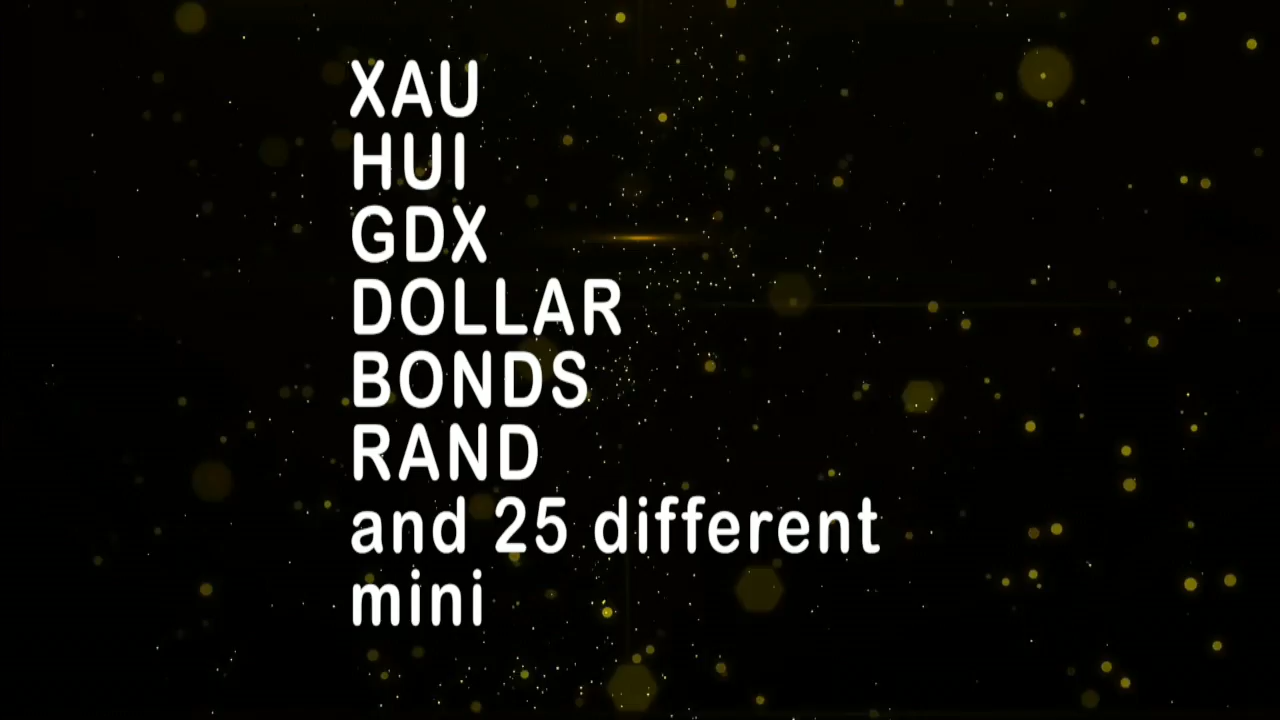 XAU
HUI
GDX
DOLLAR
BONDS
RAND
and 25 different
mini